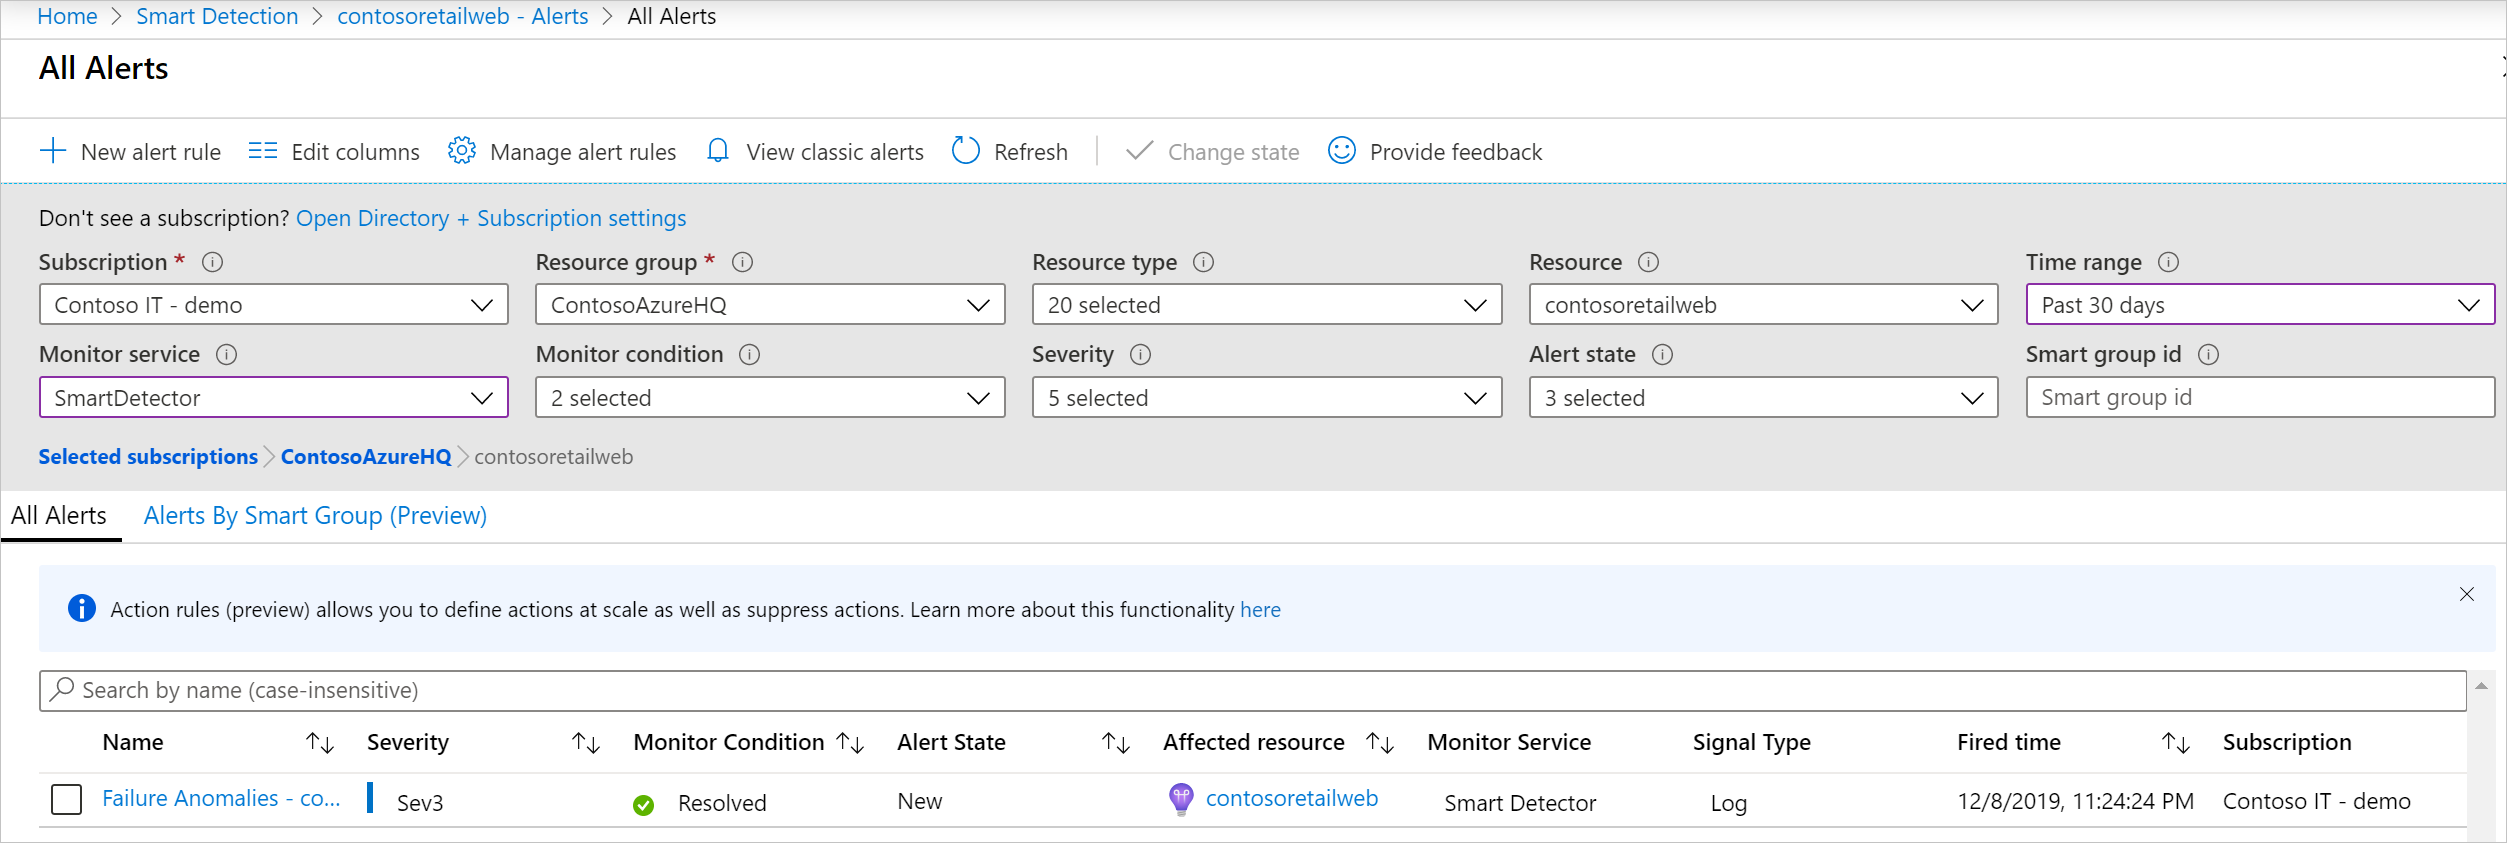 Home > Smart Detection > contosoretailweb - Alerts > All Alerts
All Alerts
New alert rule Edit columns Manage alert rules View classic alerts Refresh Change state Provide feedback
Don't see a subscription? Open Directory + Subscription settings
Subscription * Resource group * Resource type Resource Time range
Contoso IT - demo ContosoAzureHQ 20 selected contosoretailweb Past 30 days
Monitor service Monitor condition Severity Alert state Smart group id
SmartDetector 2 selected 5 selected 3 selected Smart group id
Selected subscriptions > ContosoAzureHQ > contosoretailweb
All Alerts Alerts By Smart Group (Preview)
Action rules (preview) allows you to define actions at scale as well as suppress actions. Learn more about this functionality here
Search by name (case-insensitive)
Name Severity Monitor Condition Alert State Affected resource Monitor Service Signal Type Fired time Subscription
Failure Anomalies - co... Sev3 Resolved New contosoretailweb Smart Detector Log 12/8/2019, 11:24:24 PM Contoso IT - demo